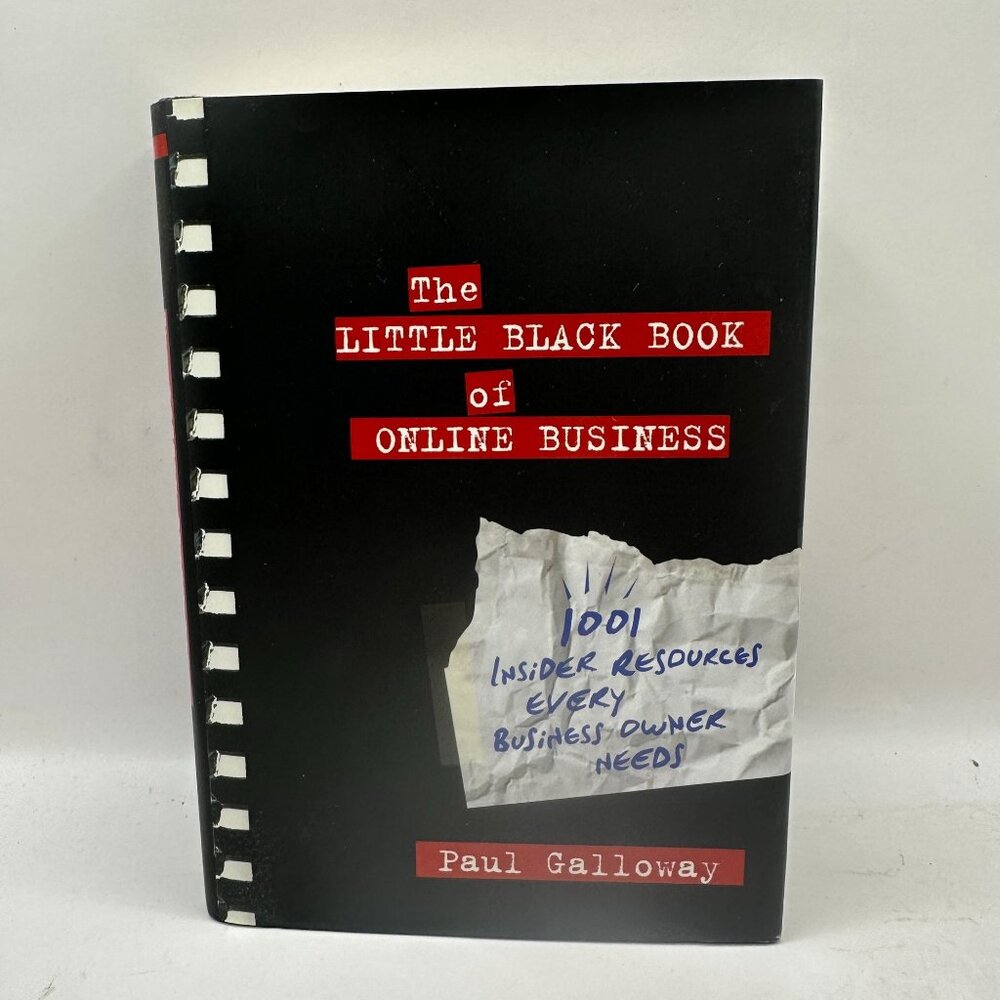 The
LITTLE BLACK BOOK
of
ONLINE BUSINESS
1001
INSiDER RESOURCES
EVERY
BUSiNESS OWNER
NEEDS
Paul Galloway